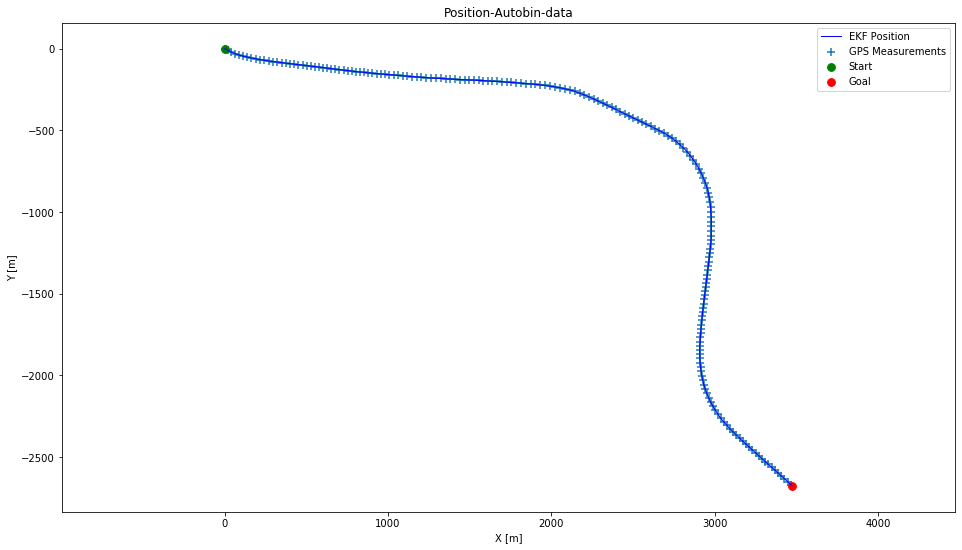 Position-Autobin-data
EKF Position
GPS Measurements
Start
Goal
Y [m]
0
−500
−1000
−1500
−2000
−2500
0
1000
2000
3000
4000
X [m]